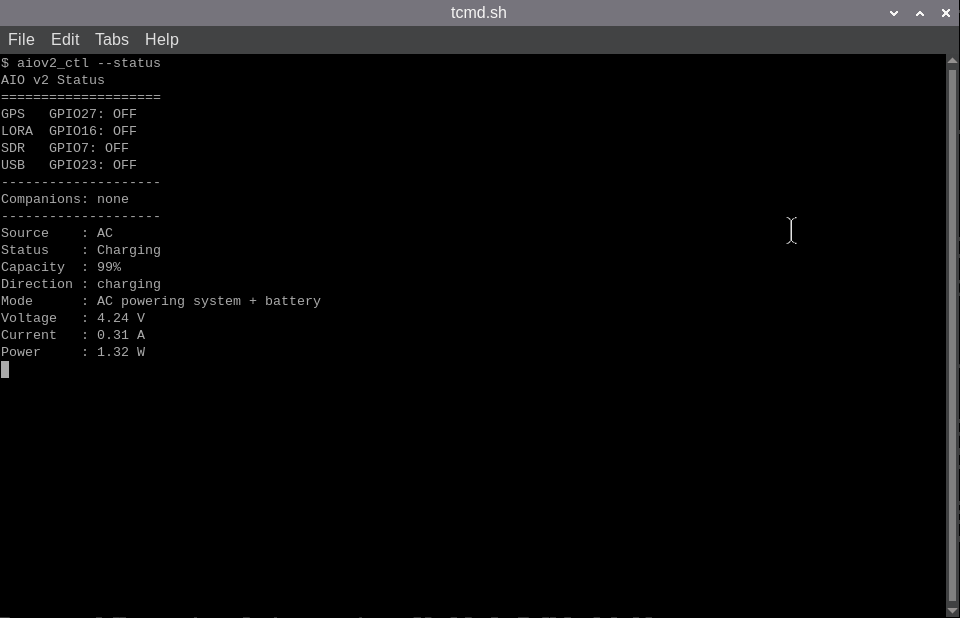 tcmd.sh
File Edit Tabs Help
$ aiov2_ctl --status
AIO v2 Status
====================
GPS   GPIO27: OFF
LORA  GPIO16: OFF
SDR   GPIO7: OFF
USB   GPIO23: OFF
--------------------
Companions: none
--------------------
Source    : AC
Status    : Charging
Capacity  : 99%
Direction : charging
Mode      : AC powering system + battery
Voltage   : 4.24 V
Current   : 0.31 A
Power     : 1.32 W